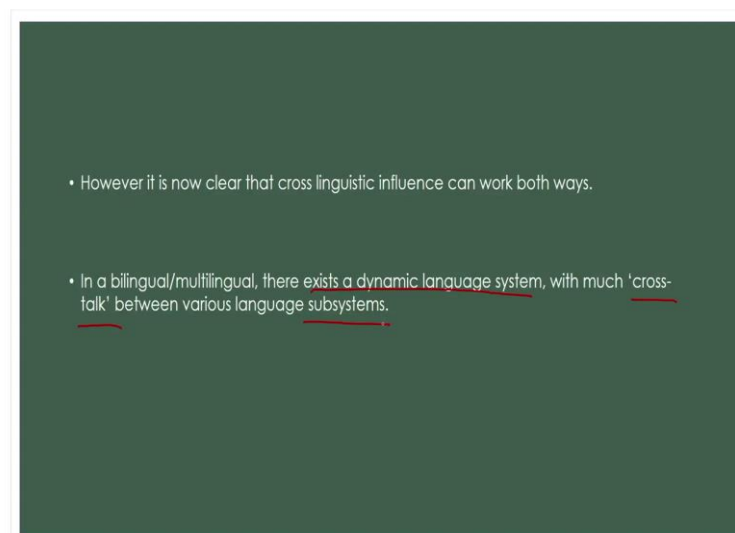 • However it is now clear that cross linguistic influence can work both ways.
• In a bilingual/multilingual, there exists a dynamic language system, with much ‘cross-
talk’ between various language subsystems.